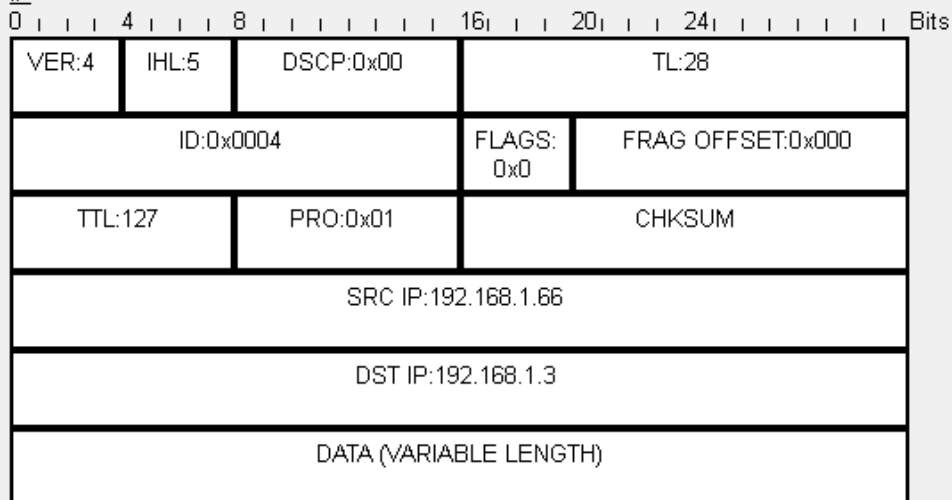 0 4 8 16 20 24 Bits
VER:4 IHL:5 DSCP:0x00 TL:28
ID:0x0004 FLAGS: FRAG OFFSET:0x000
0x0
TTL:127 PRO:0x01 CHKSUM
SRC IP:192.168.1.66
DST IP:192.168.1.3
DATA (VARIABLE LENGTH)